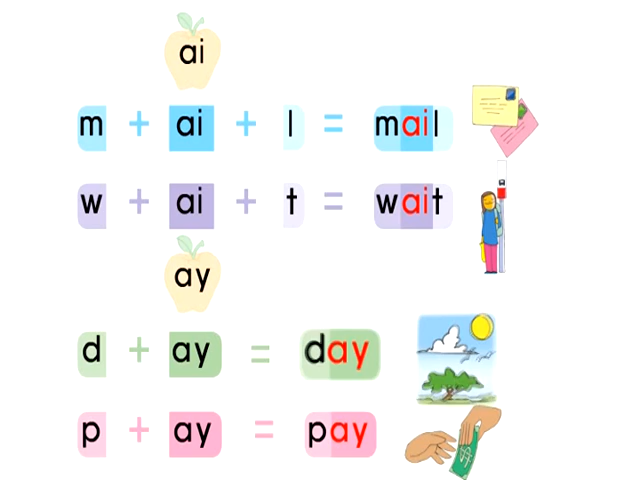 ai
m + ai + l = mail
w + ai + t = wait
ay
d + ay = day
p + ay = pay
$